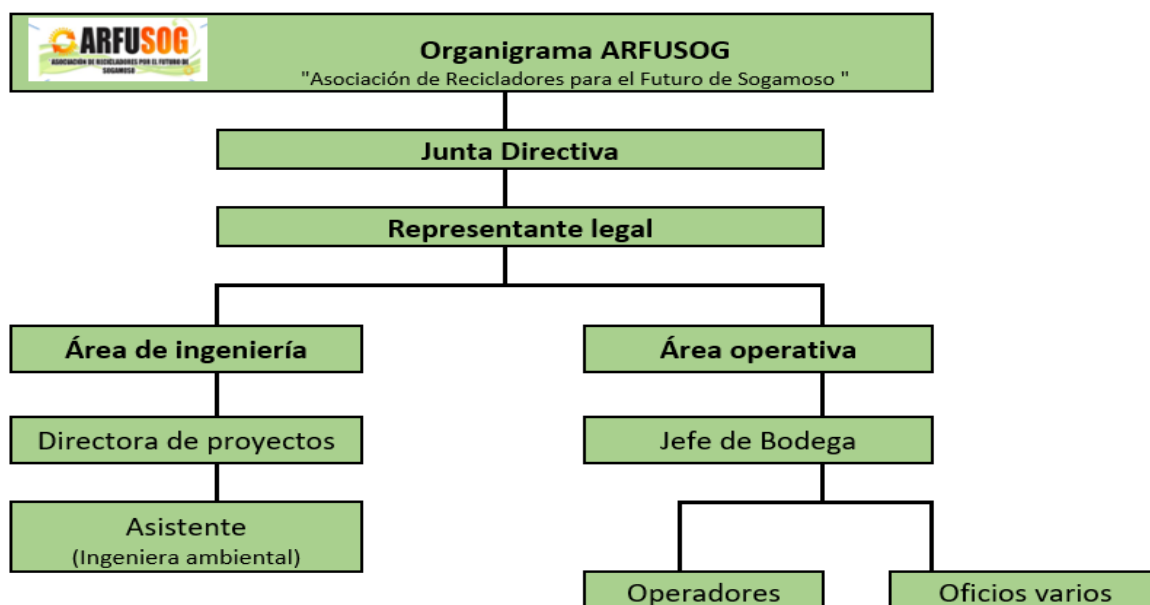 ARFUSOG
ASOCIACIÓN DE RECICLADORES POR EL FUTURO DE
SOGAMOSO
Organigrama ARFUSOG
"Asociación de Recicladores para el Futuro de Sogamoso "
Junta Directiva
Representante legal
Área de ingeniería
Área operativa
Directora de proyectos
Jefe de Bodega
Asistente
(Ingeniera ambiental)
Operadores
Oficios varios